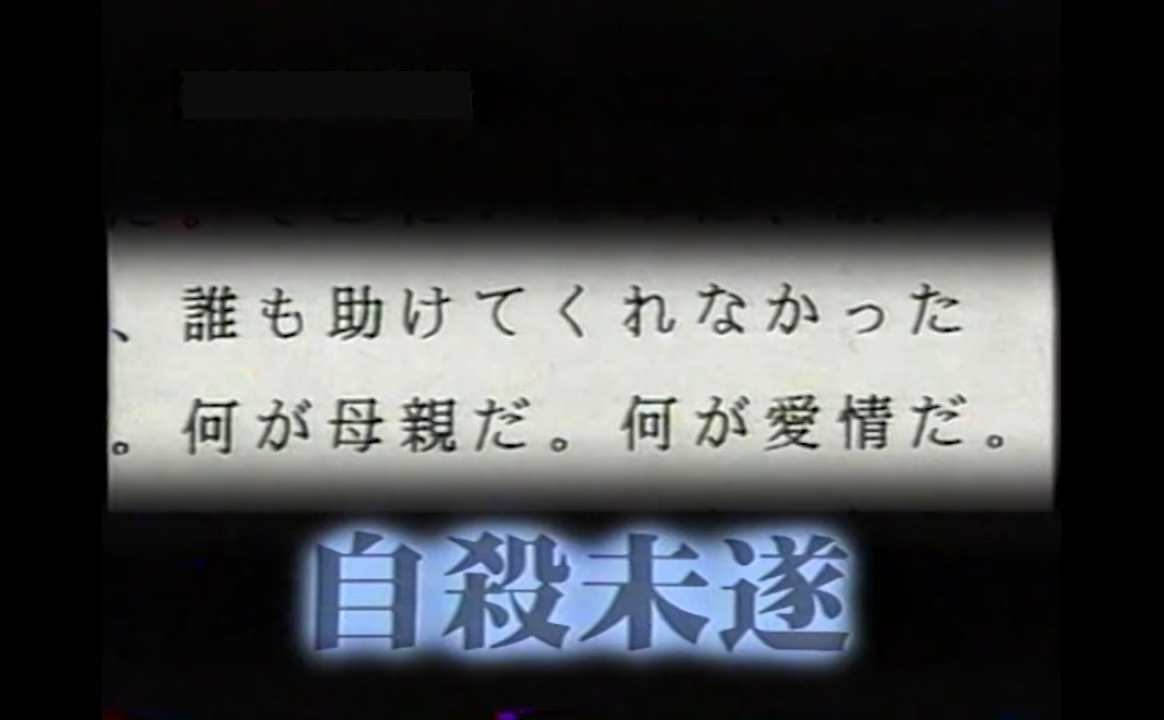 、誰も助けてくれなかった
。何が母親だ。何が愛情だ。
自殺未遂